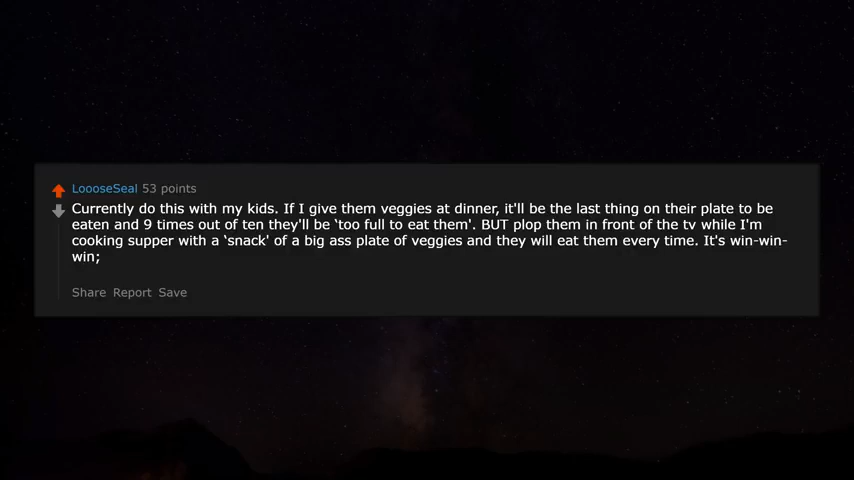 LoooseSeal 53 points
Currently do this with my kids. If I give them veggies at dinner, it'll be the last thing on their plate to be
eaten and 9 times out of ten they'll be ‘too full to eat them'. BUT plop them in front of the tv while I'm
cooking supper with a ‘snack' of a big ass plate of veggies and they will eat them every time. It's win-win-
win;
Share Report Save